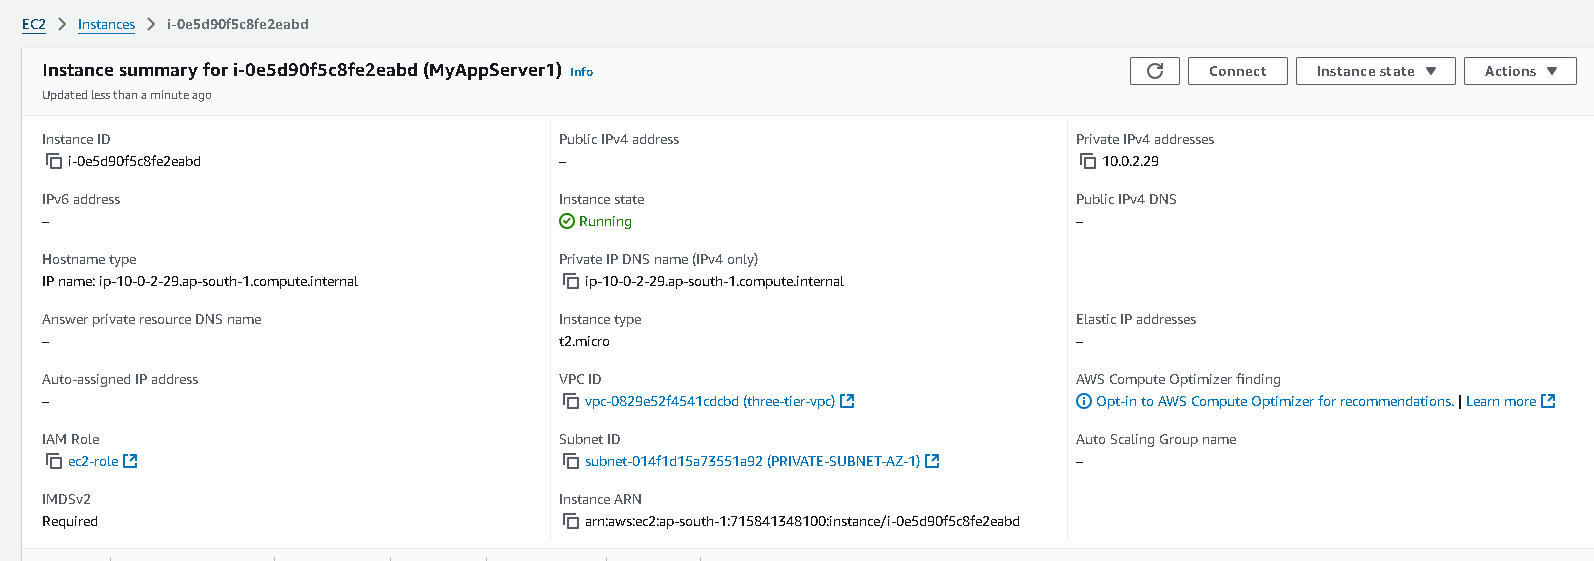 EC2 > Instances > i-0e5d90f5c8fe2eabd
Instance summary for i-0e5d90f5c8fe2eabd (MyAppServer1) Info
Updated less than a minute ago
Connect
Instance state
Actions
Instance ID
i-0e5d90f5c8fe2eabd
Public IPv4 address
–
Private IPv4 addresses
10.0.2.29
IPv6 address
–
Instance state
Running
Public IPv4 DNS
–
Hostname type
IP name: ip-10-0-2-29.ap-south-1.compute.internal
Private IP DNS name (IPv4 only)
ip-10-0-2-29.ap-south-1.compute.internal
Answer private resource DNS name
–
Instance type
t2.micro
Elastic IP addresses
–
Auto-assigned IP address
–
VPC ID
vpc-0829e52f4541cdcbd (three-tier-vpc)
AWS Compute Optimizer finding
Opt-in to AWS Compute Optimizer for recommendations. | Learn more
IAM Role
ec2-role
Subnet ID
subnet-014f1d15a73551a92 (PRIVATE-SUBNET-AZ-1)
Auto Scaling Group name
–
IMDSv2
Required
Instance ARN
arn:aws:ec2:ap-south-1:715841348100:instance/i-0e5d90f5c8fe2eabd